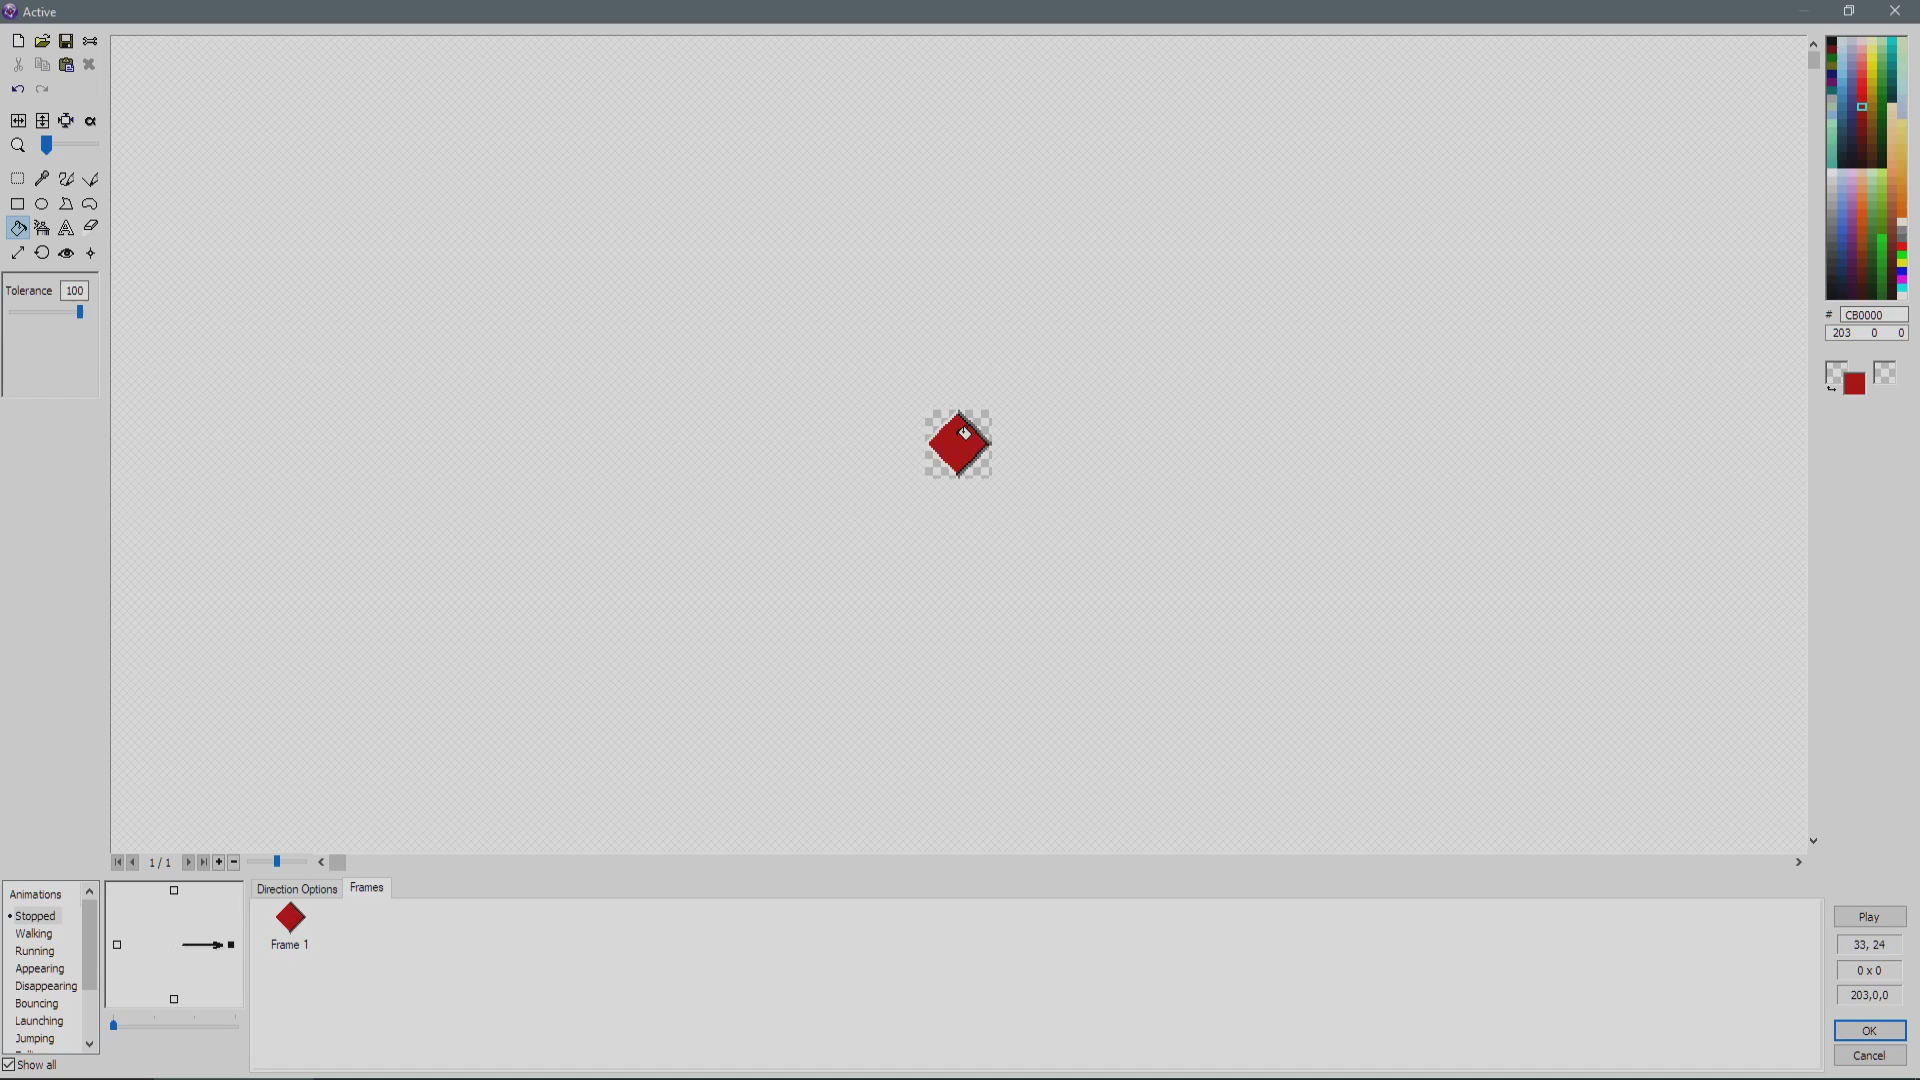 Active
Tolerance 100
# CB0000
203 0 0
1 / 1
Animations
Stopped
Walking
Running
Appearing
Disappearing
Bouncing
Launching
Jumping
Show all
Direction Options
Frames
Frame 1
Play
33, 24
0 x 0
203,0,0
OK
Cancel